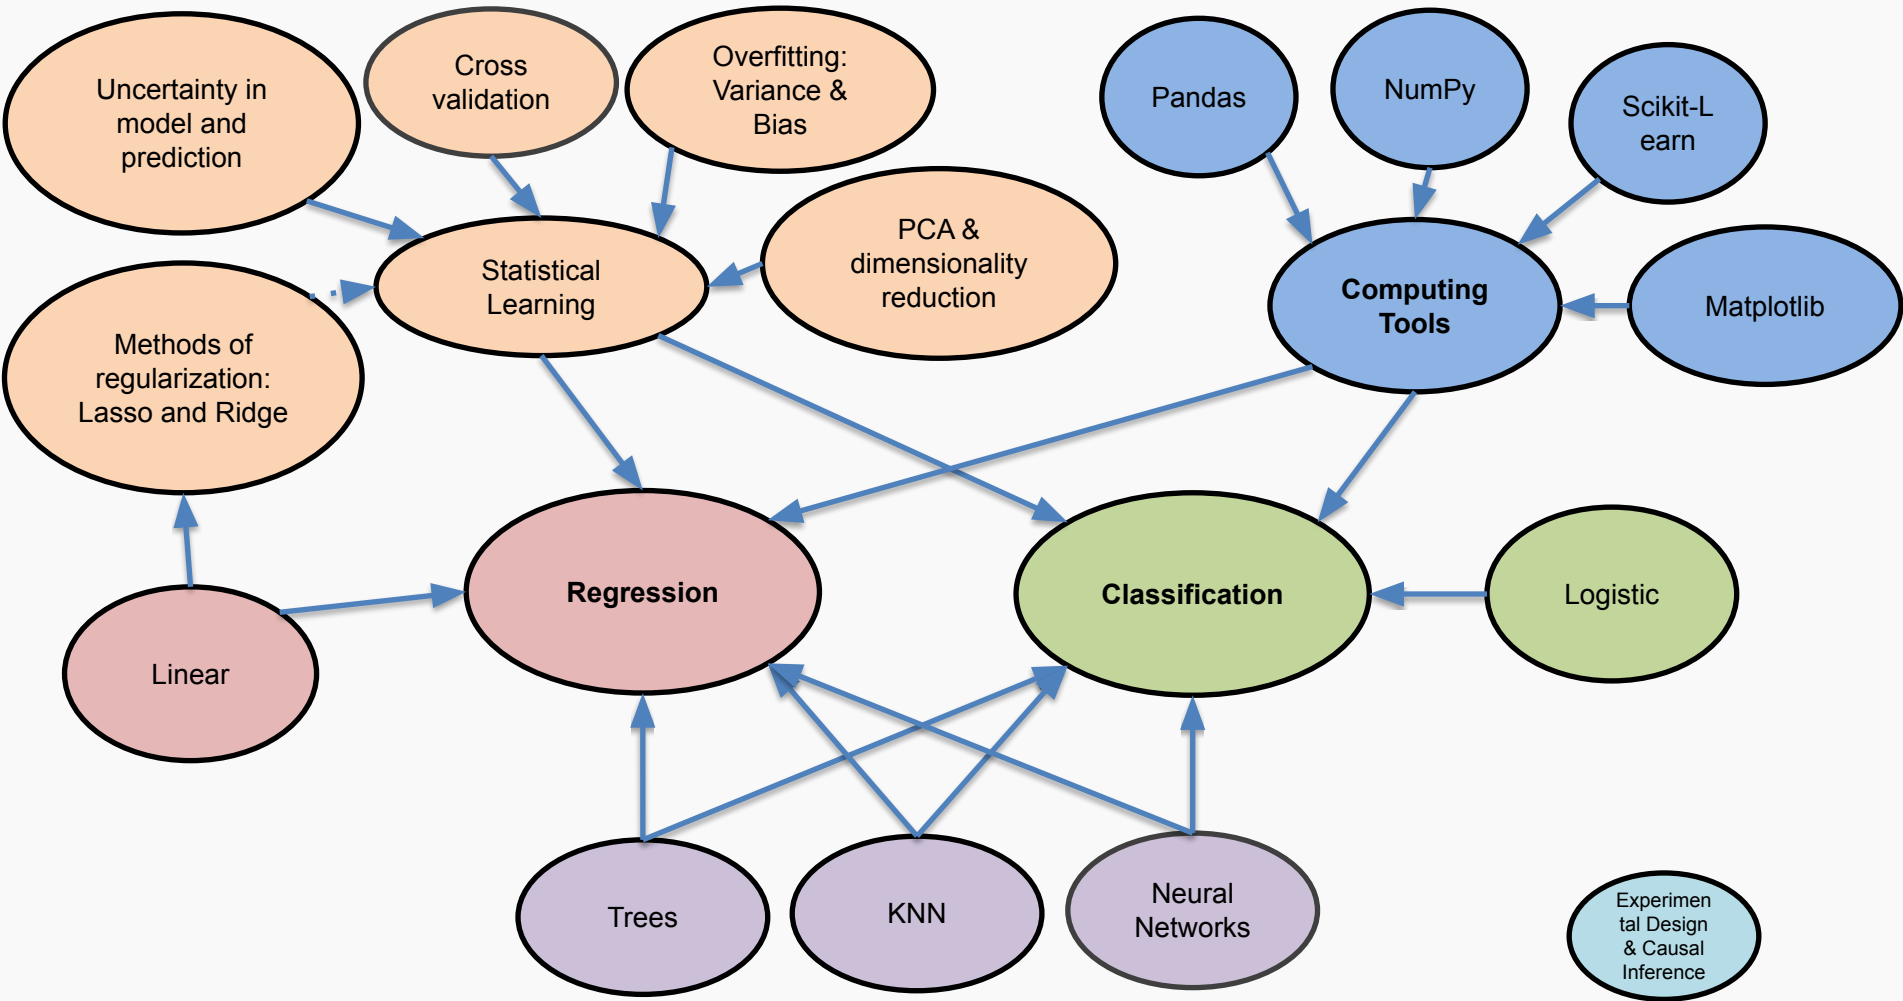 Uncertainty in
model and
prediction
Cross
validation
Overfitting:
Variance &
Bias
Pandas
NumPy
Scikit-L
earn
Statistical
Learning
PCA &
dimensionality
reduction
Computing
Tools
Matplotlib
Methods of
regularization:
Lasso and Ridge
Regression
Classification
Logistic
Linear
Trees
KNN
Neural
Networks
Experimen
tal Design
& Causal
Inference